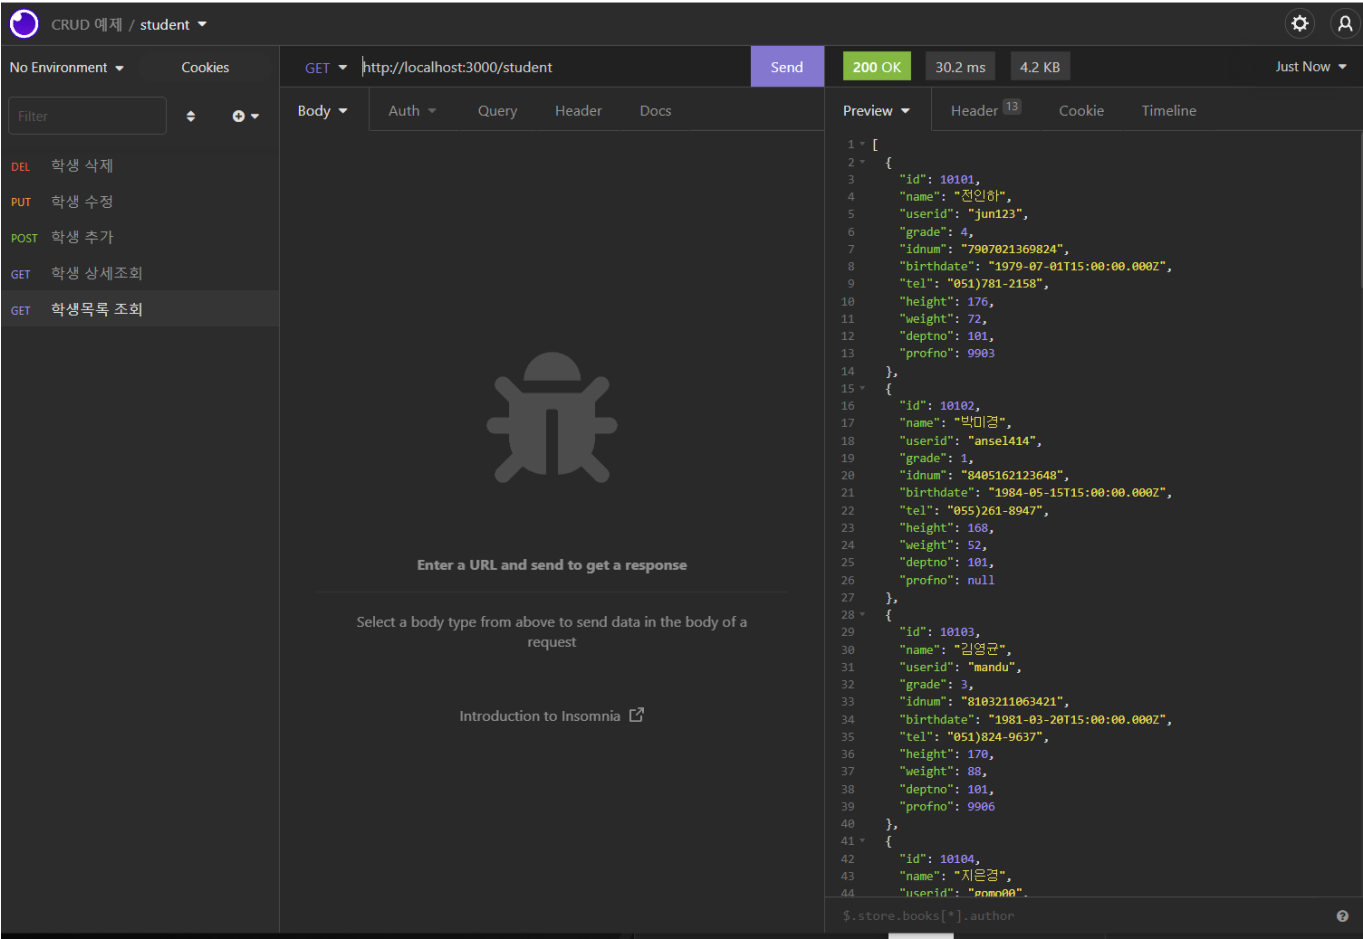 CRUD 예제 / student
No Environment
Cookies
GET http://localhost:3000/student
Send
200 OK
30.2 ms
4.2 KB
Just Now
Filter
Body
Auth
Query
Header
Docs
Preview
Header 13
Cookie
Timeline
DEL 학생 삭제
PUT 학생 수정
POST 학생 추가
GET 학생 상세조회
GET 학생목록 조회
Enter a URL and send to get a response
Select a body type from above to send data in the body of a
request
Introduction to Insomnia
1 [
2 {
3 "id": 10101,
4 "name": "전인하",
5 "userid": "jun123",
6 "grade": 4,
7 "idnum": "7907021369824",
8 "birthdate": "1979-07-01T15:00:00.000Z",
9 "tel": "051)781-2158",
10 "height": 176,
11 "weight": 72,
12 "deptno": 101,
13 "profno": 9903
14 },
15 {
16 "id": 10102,
17 "name": "박미경",
18 "userid": "ansel414",
19 "grade": 1,
20 "idnum": "8405162123648",
21 "birthdate": "1984-05-15T15:00:00.000Z",
22 "tel": "055)261-8947",
23 "height": 168,
24 "weight": 52,
25 "deptno": 101,
26 "profno": null
27 },
28 {
29 "id": 10103,
30 "name": "김영균",
31 "userid": "mandu",
32 "grade": 3,
33 "idnum": "8103211063421",
34 "birthdate": "1981-03-20T15:00:00.000Z",
35 "tel": "051)824-9637",
36 "height": 170,
37 "weight": 88,
38 "deptno": 101,
39 "profno": 9906
40 },
41 {
42 "id": 10104,
43 "name": "지은경",
44 "userid": "gomo00",
$.store.books[*].author